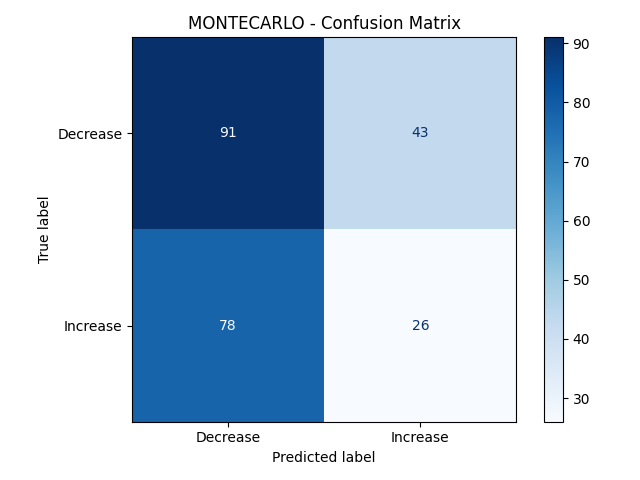 MONTECARLO - Confusion Matrix
True label
Decrease
91
43
Increase
78
26
Decrease
Increase
Predicted label
90
80
70
60
50
40
30